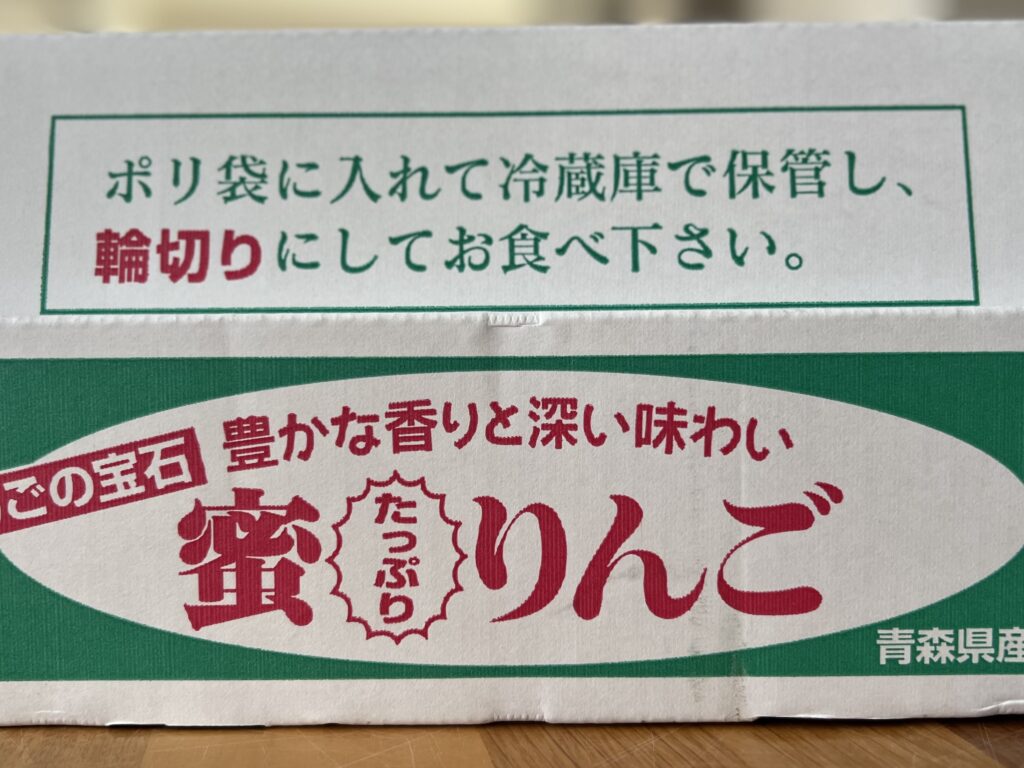 ポリ袋に入れて冷蔵庫で保管し、
輪切りにしてお食べ下さい。
豊かな香りと深い味わい
ごの宝石
蜜たっぷりりんご
青森県産